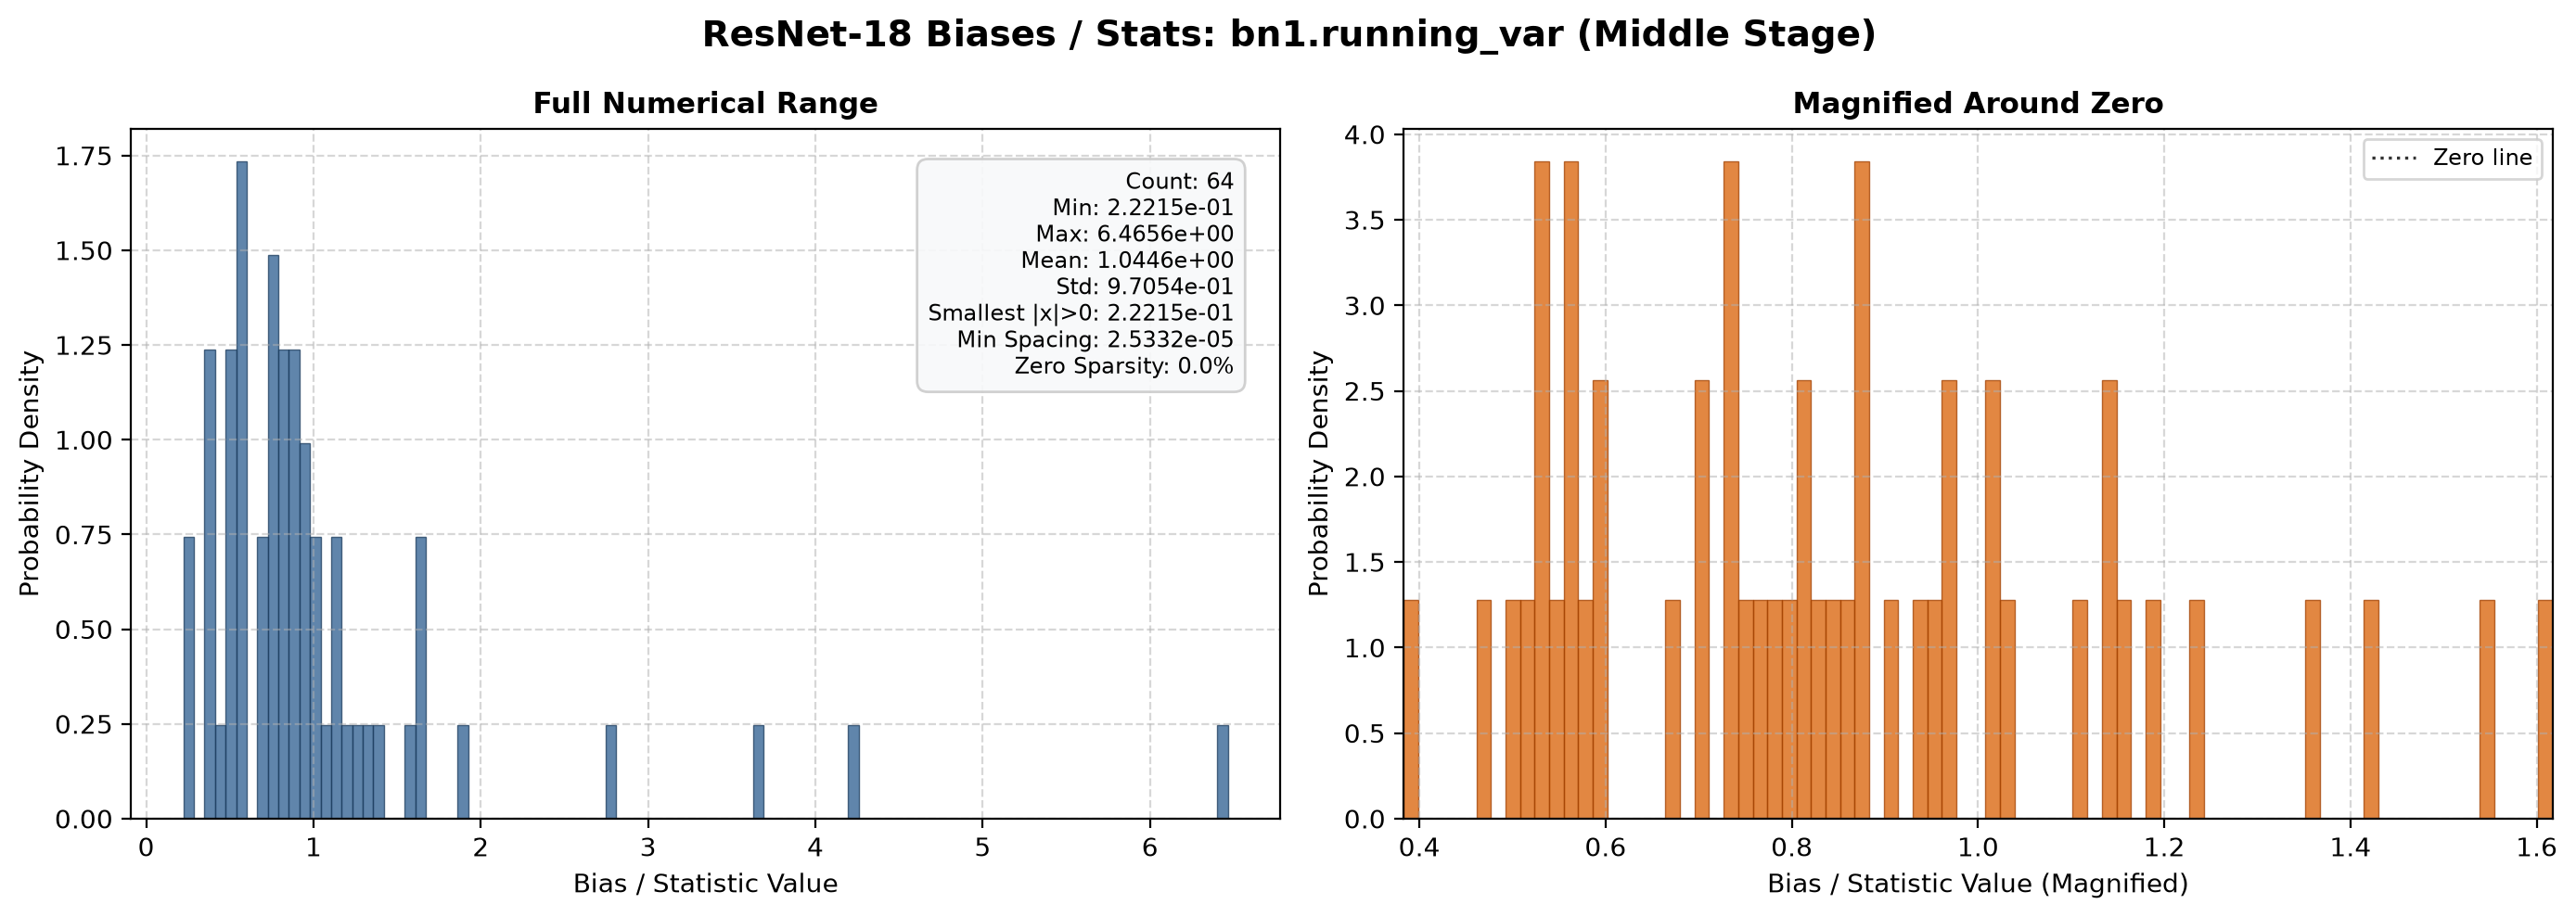 ResNet-18 Biases / Stats: bn1.running_var (Middle Stage)
Full Numerical Range
Probability Density
1.75
1.50
1.25
1.00
0.75
0.50
0.25
0.00
0 1 2 3 4 5 6
Bias / Statistic Value
Count: 64
Min: 2.2215e-01
Max: 6.4656e+00
Mean: 1.0446e+00
Std: 9.7054e-01
Smallest |x|>0: 2.2215e-01
Min Spacing: 2.5332e-05
Zero Sparsity: 0.0%
Magnified Around Zero
Probability Density
4.0
3.5
3.0
2.5
2.0
1.5
1.0
0.5
0.0
0.4 0.6 0.8 1.0 1.2 1.4 1.6
Bias / Statistic Value (Magnified)
Zero line